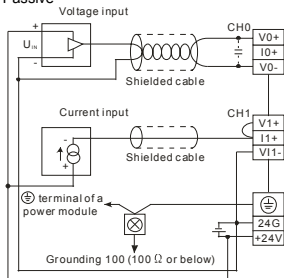 Passive
Voltage input
+
UIN
-
Shielded cable
CH0
V0+
I0+
V0-
Current input
-
+
Shielded cable
CH1
V1+
I1+
VI1-
terminal of a
power module
24G
+24V
Grounding 100 (100 Ω or below)